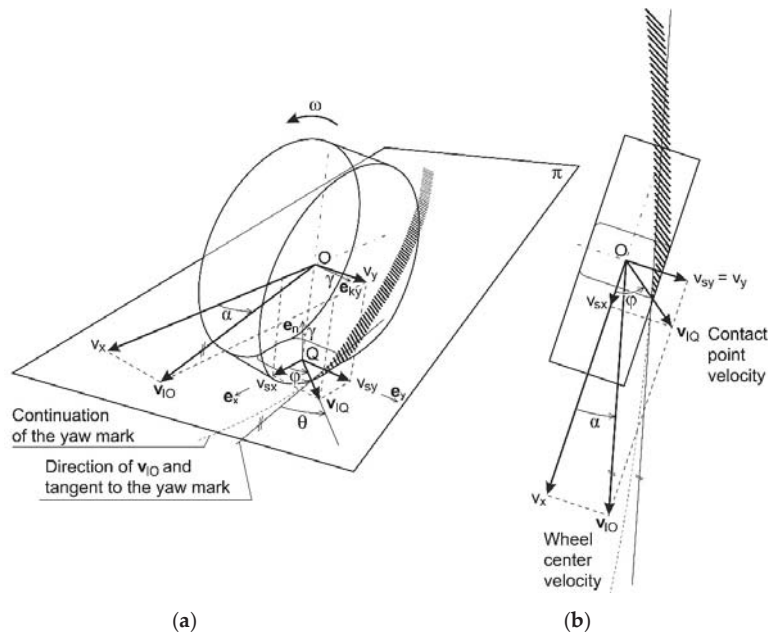 ω
π
O
v_y
γ
e_ky
α
e_n
γ
v_x
Q
φ
v_sx
v_sy
e_x
e_y
v_IO
v_IQ
θ
Continuation
of the yaw mark
Direction of v_IO and
tangent to the yaw mark
(a)
O
v_sy = v_y
v_sx
φ
v_IQ
Contact
point
velocity
α
v_x
v_IO
Wheel
center
velocity
(b)